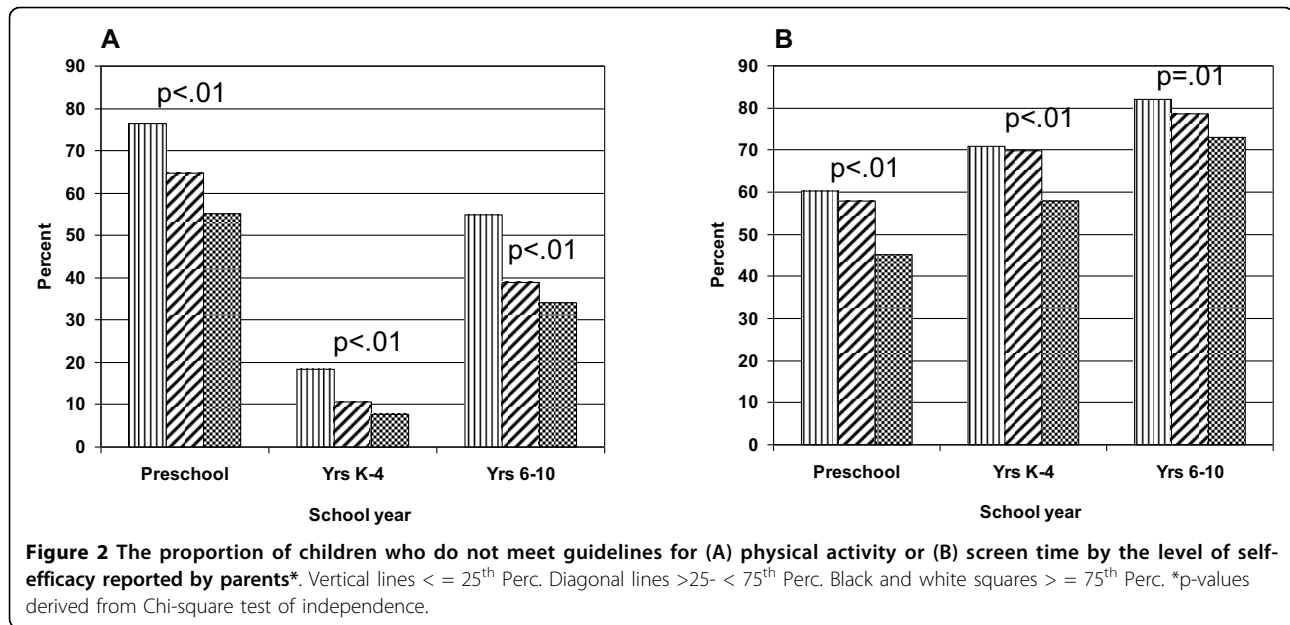 A
90
80
70
60
50
40
30
20
10
0
Percent
p<.01
p<.01
p<.01
Preschool Yrs K-4 Yrs 6-10
School year
B
90
80
70
60
50
40
30
20
10
0
Percent
p<.01
p<.01
p=.01
Preschool Yrs K-4 Yrs 6-10
School year
Figure 2 The proportion of children who do not meet guidelines for (A) physical activity or (B) screen time by the level of self-
efficacy reported by parents*. Vertical lines < = 25th Perc. Diagonal lines >25- < 75th Perc. Black and white squares > = 75th Perc. *p-values
derived from Chi-square test of independence.